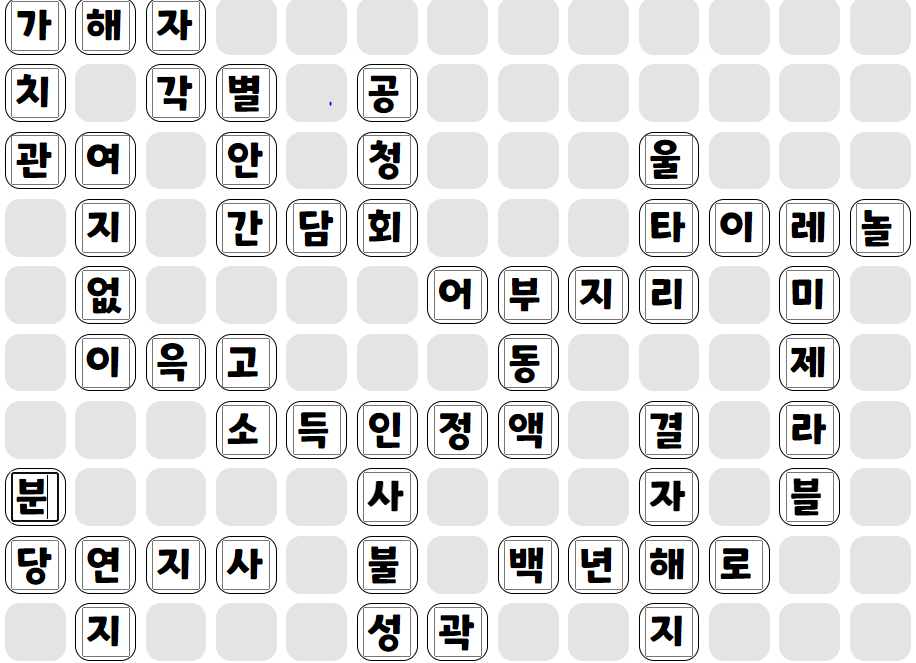 가해자
치 각별 공
관여 안 청 울
지 간담회 타이레놀
없 어부지리 미
이윽고 동 제
소득인정액 결 라
분 사 자 블
당연지사 불 백년해로
지 성곽 지